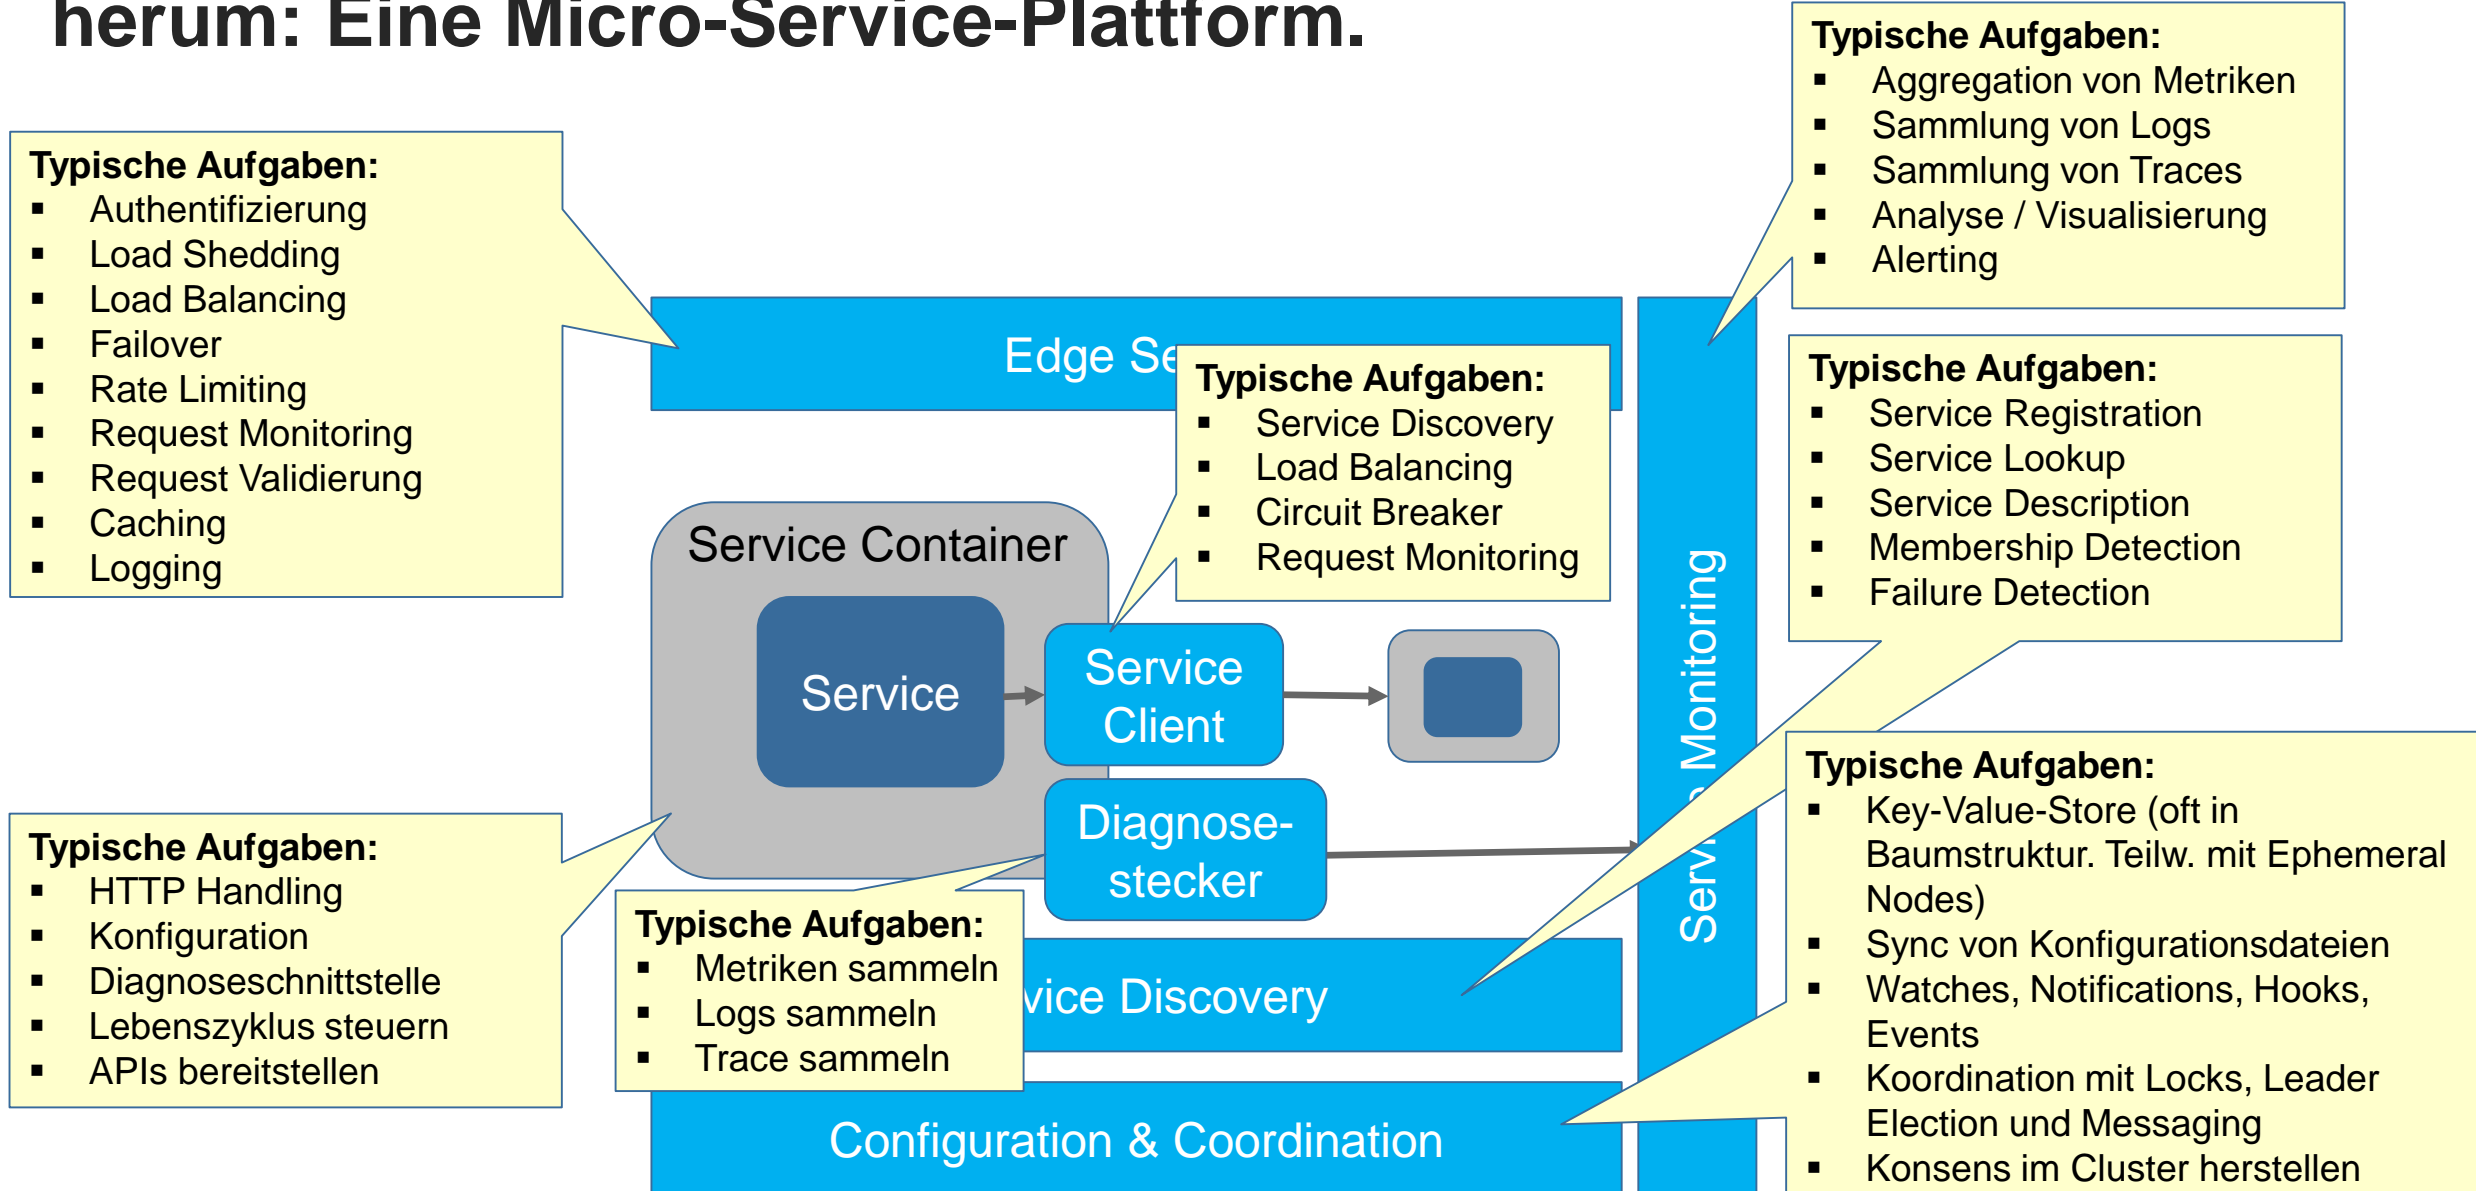 herum: Eine Micro-Service-Plattform.
Typische Aufgaben:
▪ Aggregation von Metriken
▪ Sammlung von Logs
▪ Sammlung von Traces
▪ Analyse / Visualisierung
▪ Alerting
Typische Aufgaben:
▪ Authentifizierung
▪ Load Shedding
▪ Load Balancing
▪ Failover
▪ Rate Limiting
▪ Request Monitoring
▪ Request Validierung
▪ Caching
▪ Logging
Edge Se
Typische Aufgaben:
▪ Service Discovery
▪ Load Balancing
▪ Circuit Breaker
▪ Request Monitoring
Typische Aufgaben:
▪ Service Registration
▪ Service Lookup
▪ Service Description
▪ Membership Detection
▪ Failure Detection
Service Container
Service
Service
Client
Diagnose-
stecker
Service Monitoring
Typische Aufgaben:
▪ HTTP Handling
▪ Konfiguration
▪ Diagnoseschnittstelle
▪ Lebenszyklus steuern
▪ APIs bereitstellen
Typische Aufgaben:
▪ Metriken sammeln
▪ Logs sammeln
▪ Trace sammeln
vice Discovery
Configuration & Coordination
Typische Aufgaben:
▪ Key-Value-Store (oft in
Baumstruktur. Teilw. mit Ephemeral
Nodes)
▪ Sync von Konfigurationsdateien
▪ Watches, Notifications, Hooks,
Events
▪ Koordination mit Locks, Leader
Election und Messaging
▪ Konsens im Cluster herstellen